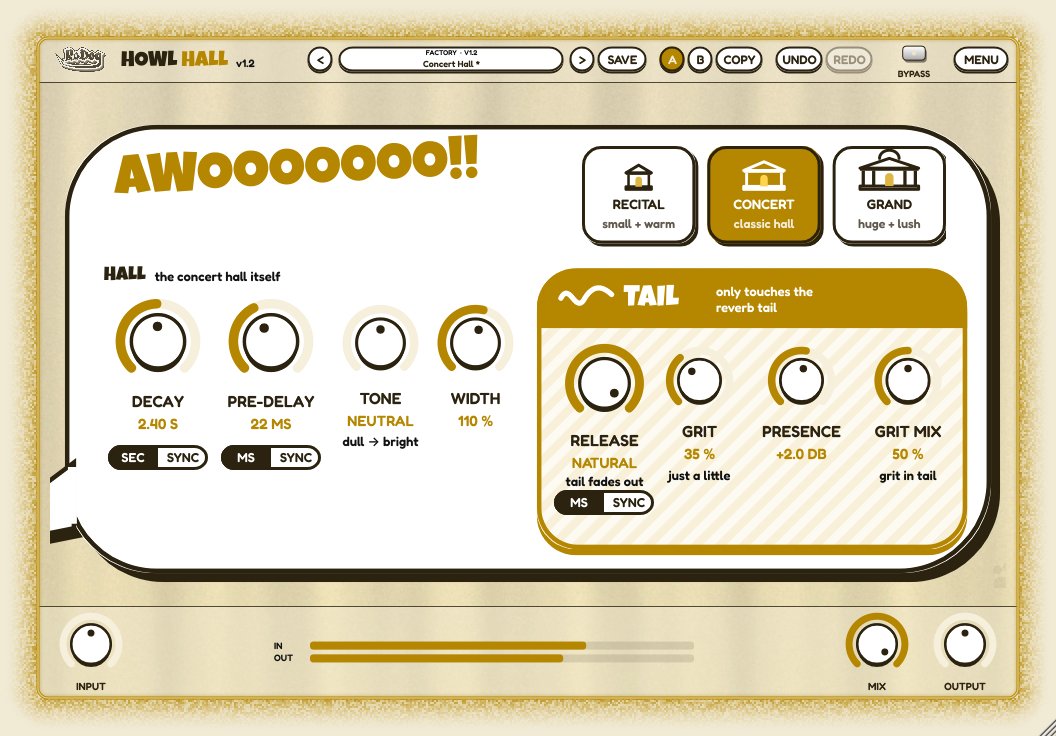 R&Dog
HOWL HALL v1.2
<
FACTORY - V1.2
Concert Hall *
>
SAVE
A
B
COPY
UNDO
REDO
BYPASS
MENU
AWOOOOOOO!!
RECITAL
small + warm
CONCERT
classic hall
GRAND
huge + lush
HALL the concert hall itself
DECAY
2.40 S
SEC SYNC
PRE-DELAY
22 MS
MS SYNC
TONE
NEUTRAL
dull → bright
WIDTH
110 %
TAIL
only touches the
reverb tail
RELEASE
NATURAL
tail fades out
MS SYNC
GRIT
35 %
just a little
PRESENCE
+2.0 DB
GRIT MIX
50 %
grit in tail
INPUT
IN
OUT
MIX
OUTPUT